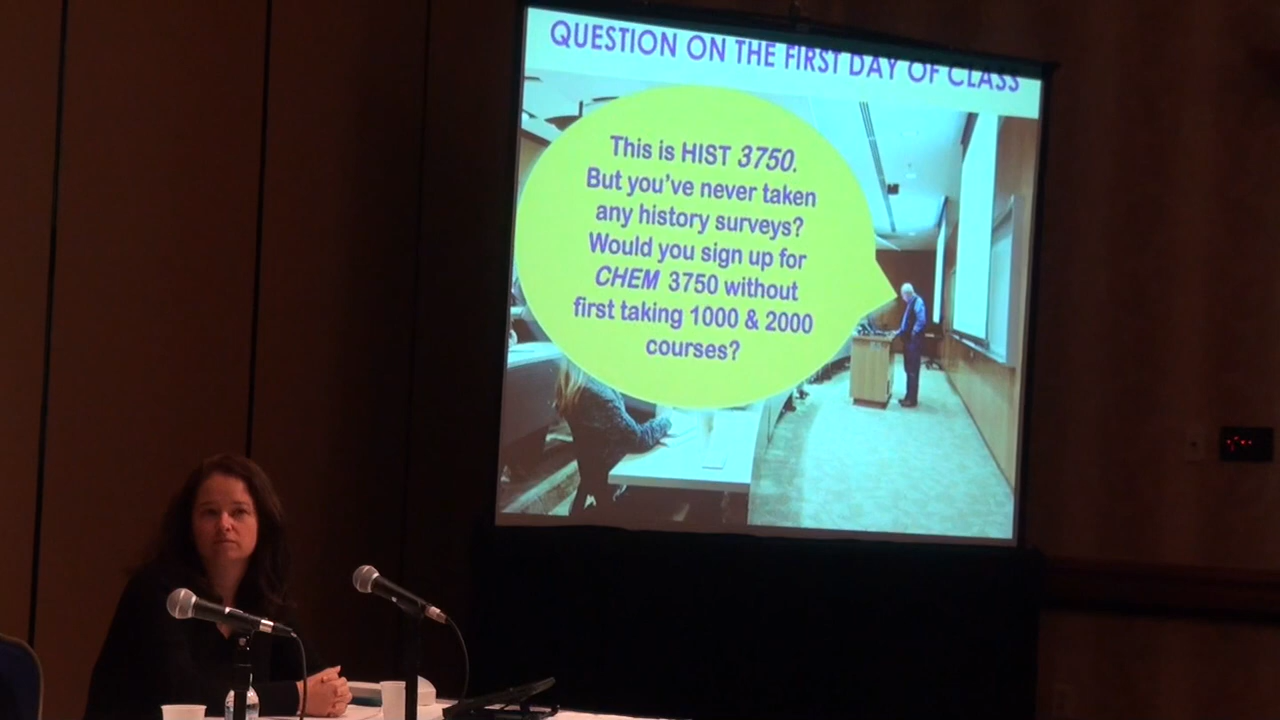 QUESTION ON THE FIRST DAY OF CLASS
This is HIST 3750.
But you've never taken
any history surveys?
Would you sign up for
CHEM 3750 without
first taking 1000 & 2000
courses?